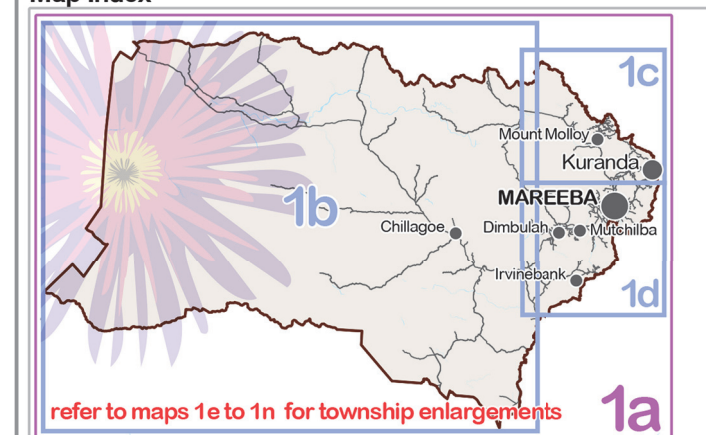 Map Index
1c
Mount Molloy
Kuranda
MAREEBA
1b
Chillagoe
Dimbulah
Mutchilba
Irvinebank
1d
refer to maps 1e to 1n for township enlargements
1a